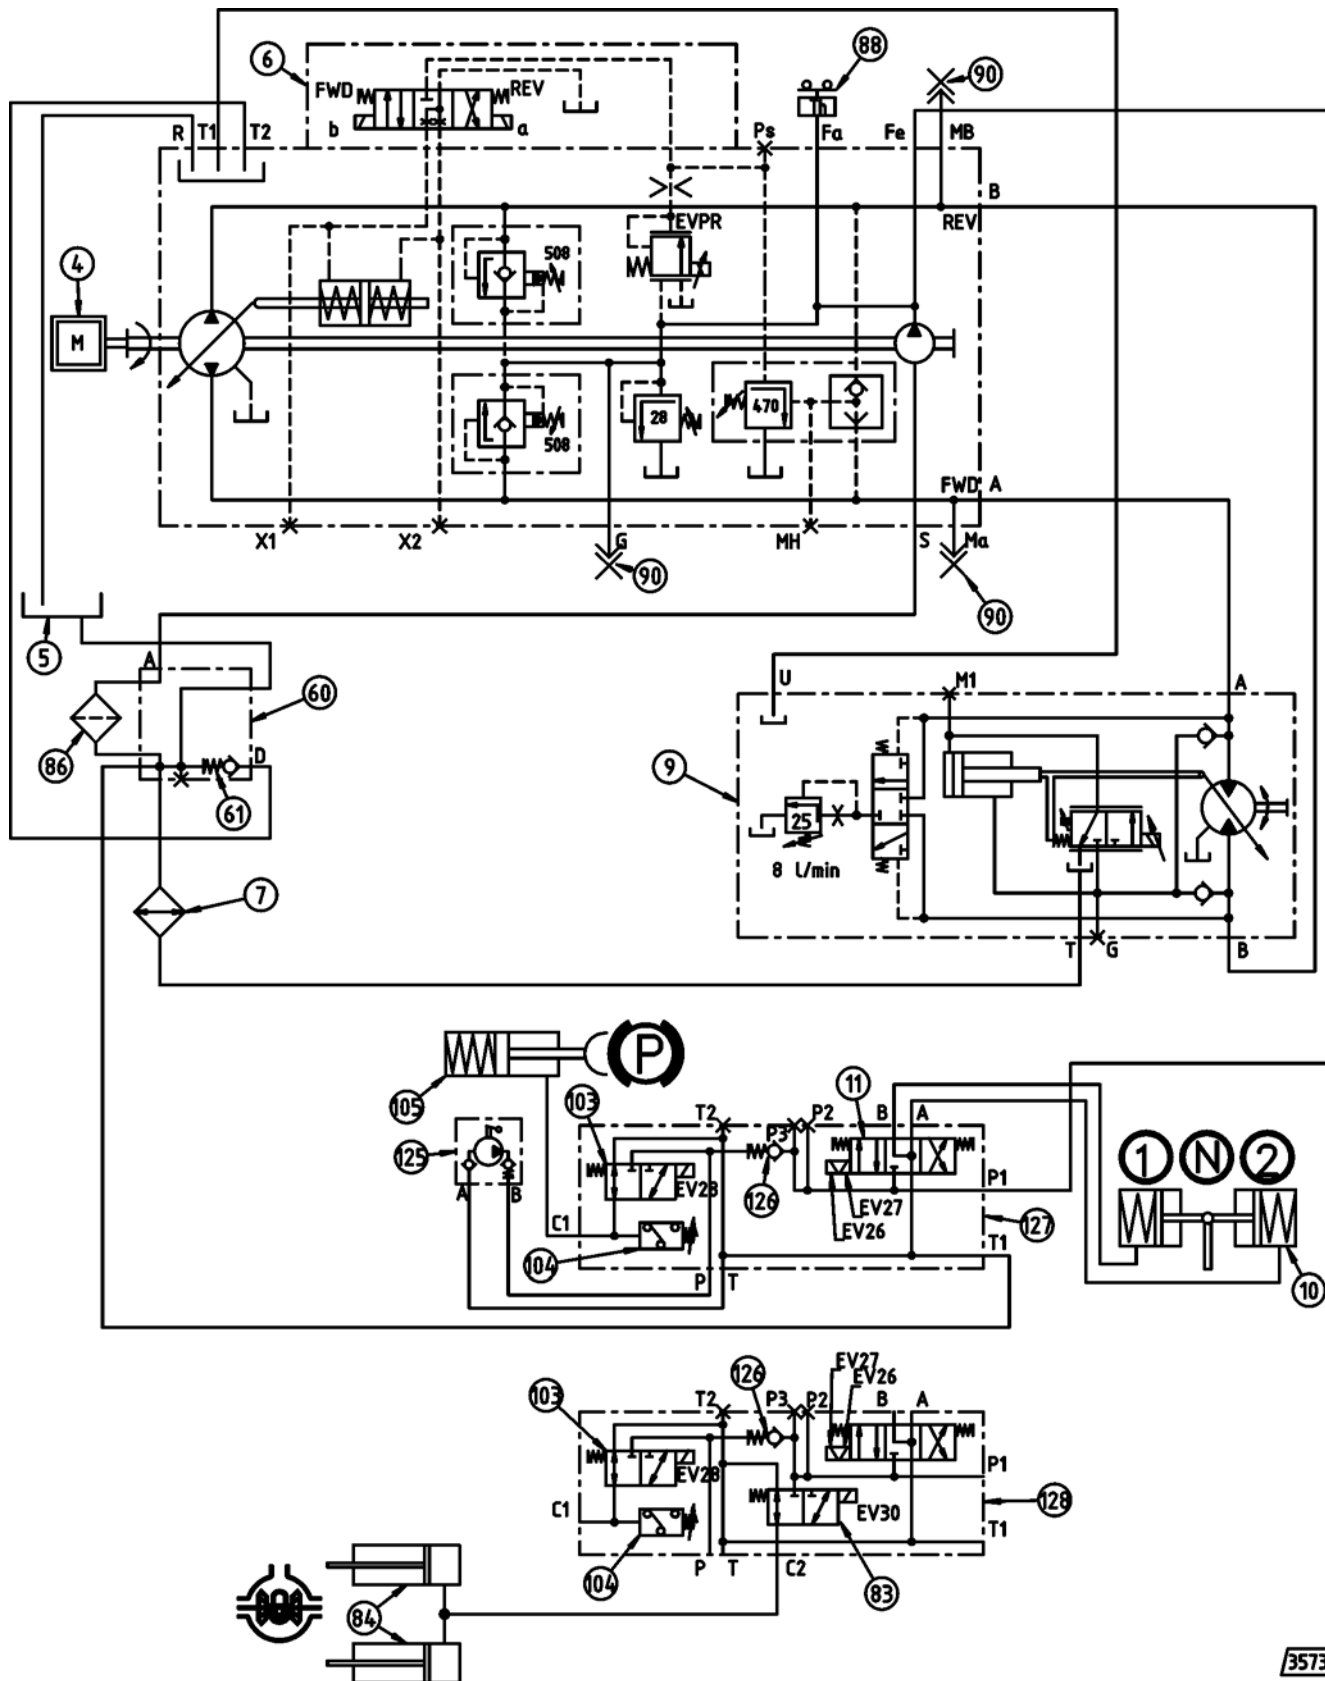 6
88
90
FWD
REV
b
a
R T1 T2
Ps
Fa
Fe
MB
B
REV
EVPR
508
4
M
Th
28
470
508
FWD A
X1
X2
G
MH
S
Ma
90
90
5
A
60
86
D
61
7
U
M1
A
9
25
8 l/min
T
G
B
P
105
103
T2
P3
P2
11
B
A
125
A
B
EV28
126
EV27
EV26
P1
127
T1
C1
104
P
T
1 N 2
10
EV27
EV26
126
103
T2
P3
P2
B
A
EV28
P1
C1
EV30
128
T1
104
P
T
C2
83
84
3573